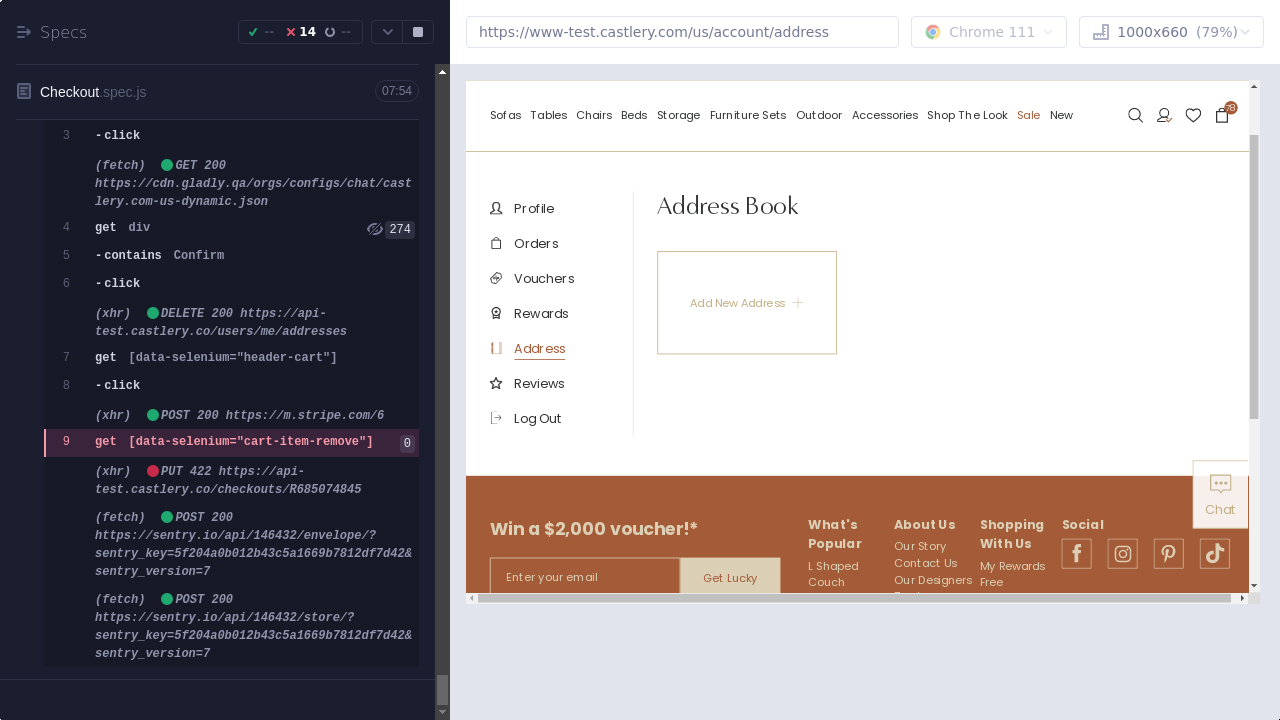 Specs
-- 14 --
Checkout.spec.js 07:54
3 -click
(fetch) GET 200
https://cdn.gladly.qa/orgs/configs/chat/cast
lery.com-us-dynamic.json
4 get div 274
5 -contains Confirm
6 -click
(xhr) DELETE 200 https://api-
test.castlery.co/users/me/addresses
7 get [data-selenium="header-cart"]
8 -click
(xhr) POST 200 https://m.stripe.com/6
9 get [data-selenium="cart-item-remove"] 0
(xhr) PUT 422 https://api-
test.castlery.co/checkouts/R685074845
(fetch) POST 200
https://sentry.io/api/146432/envelope/?
sentry_key=5f204a0b012b43c5a1669b7812df7d42&
sentry_version=7
(fetch) POST 200
https://sentry.io/api/146432/store/?
sentry_key=5f204a0b012b43c5a1669b7812df7d42&
sentry_version=7
https://www-test.castlery.com/us/account/address
Chrome 111
1000x660 (79%)
Sofas Tables Chairs Beds Storage Furniture Sets Outdoor Accessories Shop The Look Sale New
78
Profile
Orders
Vouchers
Rewards
Address
Reviews
Log Out
Address Book
Add New Address
Chat
Win a $2,000 voucher!*
Enter your email
Get Lucky
What's
Popular
L Shaped
Couch
About Us
Our Story
Contact Us
Our Designers
Shopping
With Us
My Rewards
Free
Social